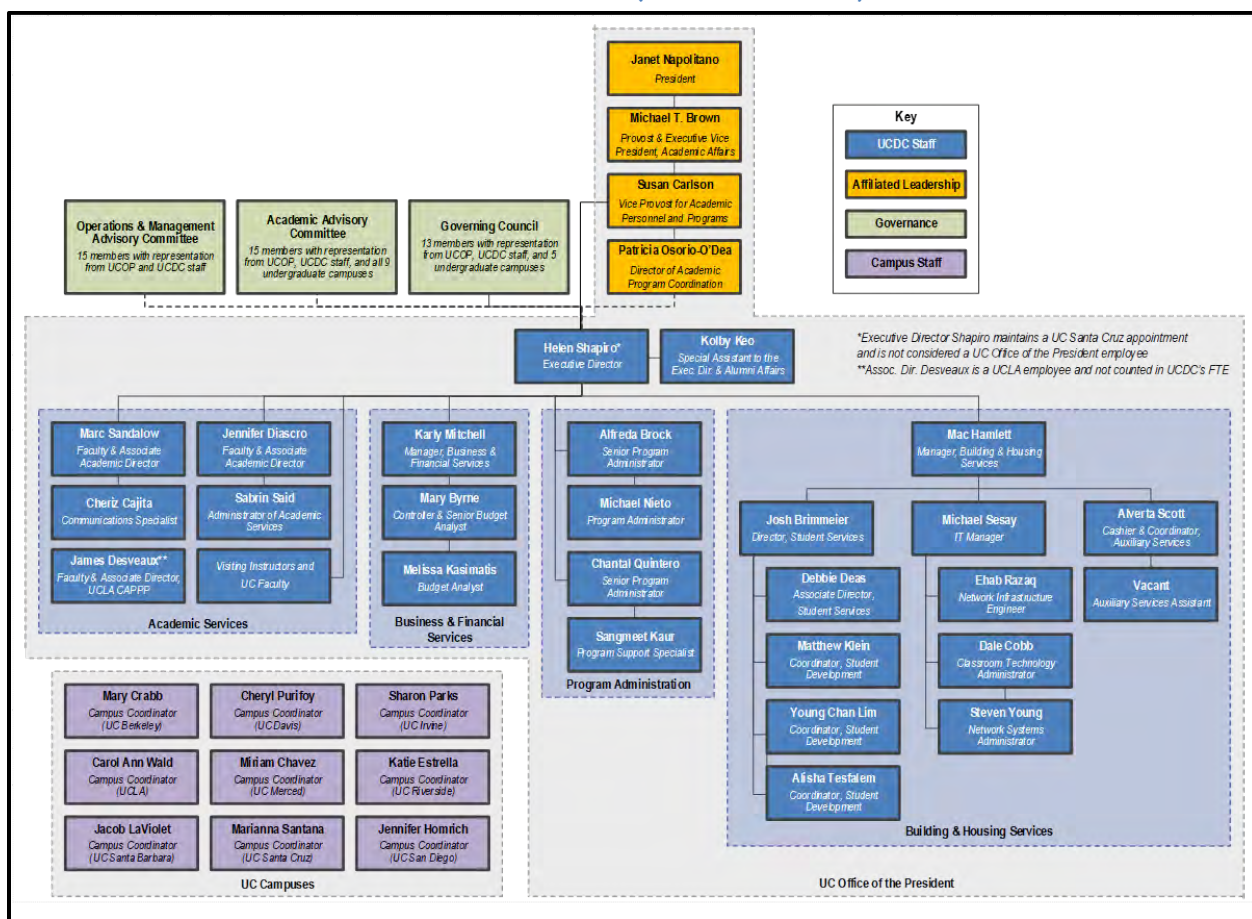 Janet Napolitano
President
Michael T. Brown
Provost & Executive Vice
President, Academic Affairs
Susan Carlson
Vice Provost for Academic
Personnel and Programs
Patricia Osorio-O'Dea
Director of Academic
Program Coordination
Key
UCDC Staff
Affiliated Leadership
Governance
Campus Staff
Operations & Management
Advisory Committee
15 members with representation
from UCOP and UCDC staff
Academic Advisory
Committee
15 members with representation
from UCOP, UCDC staff, and all 9
undergraduate campuses
Governing Council
13 members with representation
from UCOP, UCDC staff, and 5
undergraduate campuses
Helen Shapiro*
Executive Director
Kolby Keo
Special Assistant to the
Exec. Dir. & Alumni Affairs
*Executive Director Shapiro maintains a UC Santa Cruz appointment
and is not considered a UC Office of the President employee
**Assoc. Dir. Desveaux is a UCLA employee and not counted in UCDC's FTE
Marc Sandalow
Faculty & Associate
Academic Director
Cheriz Cajita
Communications Specialist
James Desveaux**
Faculty & Associate Director,
UCLA CAPPP
Jennifer Diascro
Faculty & Associate
Academic Director
Sabrin Said
Administrator of Academic
Services
Visiting Instructors and
UC Faculty
Academic Services
Karly Mitchell
Manager, Business &
Financial Services
Mary Byrne
Controller & Senior Budget
Analyst
Melissa Kasimatis
Budget Analyst
Business & Financial
Services
Alfreda Brock
Senior Program
Administrator
Michael Nieto
Program Administrator
Chantal Quintero
Senior Program
Administrator
Sangmeet Kaur
Program Support Specialist
Program Administration
Mac Hamlett
Manager, Building & Housing
Services
Josh Brimmeier
Director, Student Services
Debbie Deas
Associate Director,
Student Services
Matthew Klein
Coordinator, Student
Development
Young Chan Lim
Coordinator, Student
Development
Alisha Tesfalem
Coordinator, Student
Development
Michael Sesay
IT Manager
Ehab Razaq
Network Infrastructure
Engineer
Dale Cobb
Classroom Technology
Administrator
Steven Young
Network Systems
Administrator
Alverta Scott
Cashier & Coordinator,
Auxiliary Services
Vacant
Auxiliary Services Assistant
Building & Housing Services
Mary Crabb
Campus Coordinator
(UC Berkeley)
Cheryl Purifoy
Campus Coordinator
(UC Davis)
Sharon Parks
Campus Coordinator
(UC Irvine)
Carol Ann Wald
Campus Coordinator
(UCLA)
Miriam Chavez
Campus Coordinator
(UC Merced)
Katie Estrella
Campus Coordinator
(UC Riverside)
Jacob LaViolet
Campus Coordinator
(UC Santa Barbara)
Marianna Santana
Campus Coordinator
(UC Santa Cruz)
Jennifer Homrich
Campus Coordinator
(UC San Diego)
UC Campuses
UC Office of the President